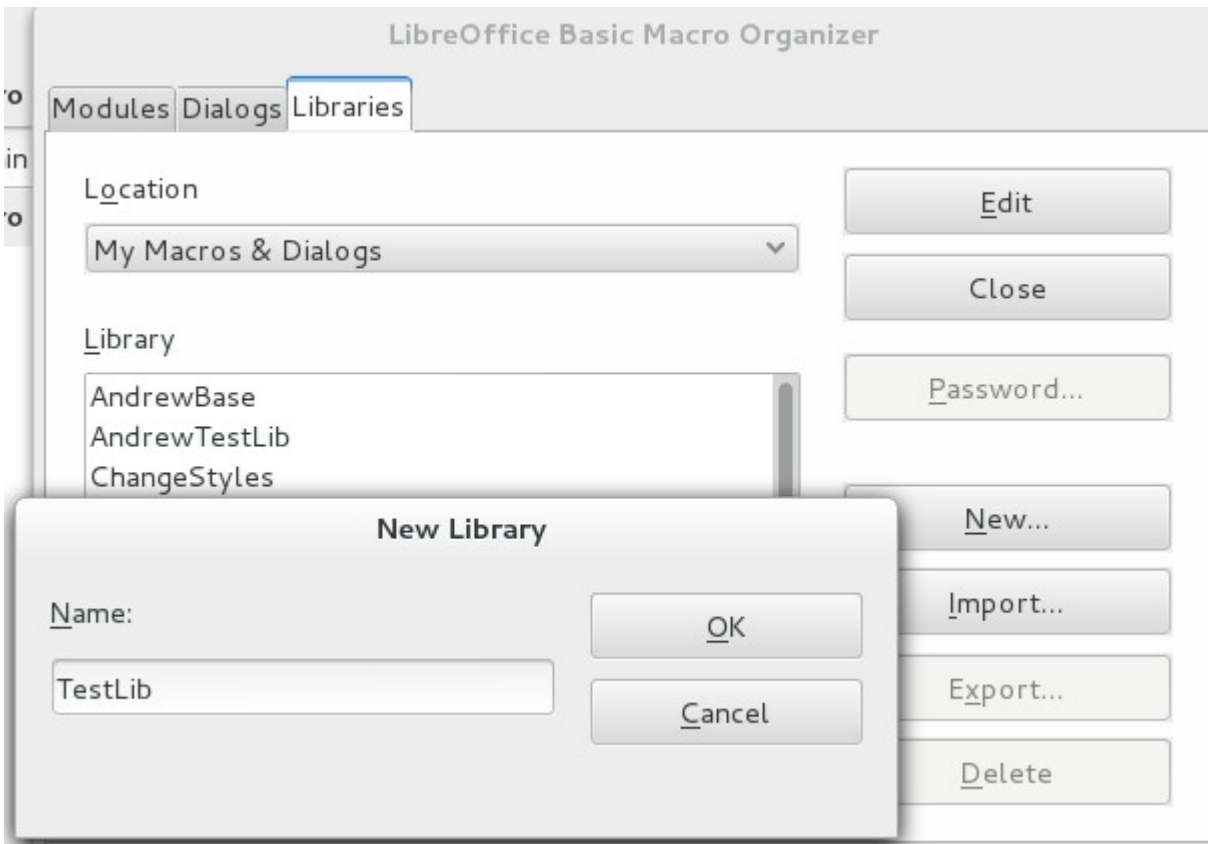 LibreOffice Basic Macro Organizer
Modules Dialogs Libraries
Location
My Macros & Dialogs
Library
AndrewBase
AndrewTestLib
ChangeStyles
Edit
Close
Password...
New...
Import...
Export...
Delete
New Library
Name:
TestLib
OK
Cancel